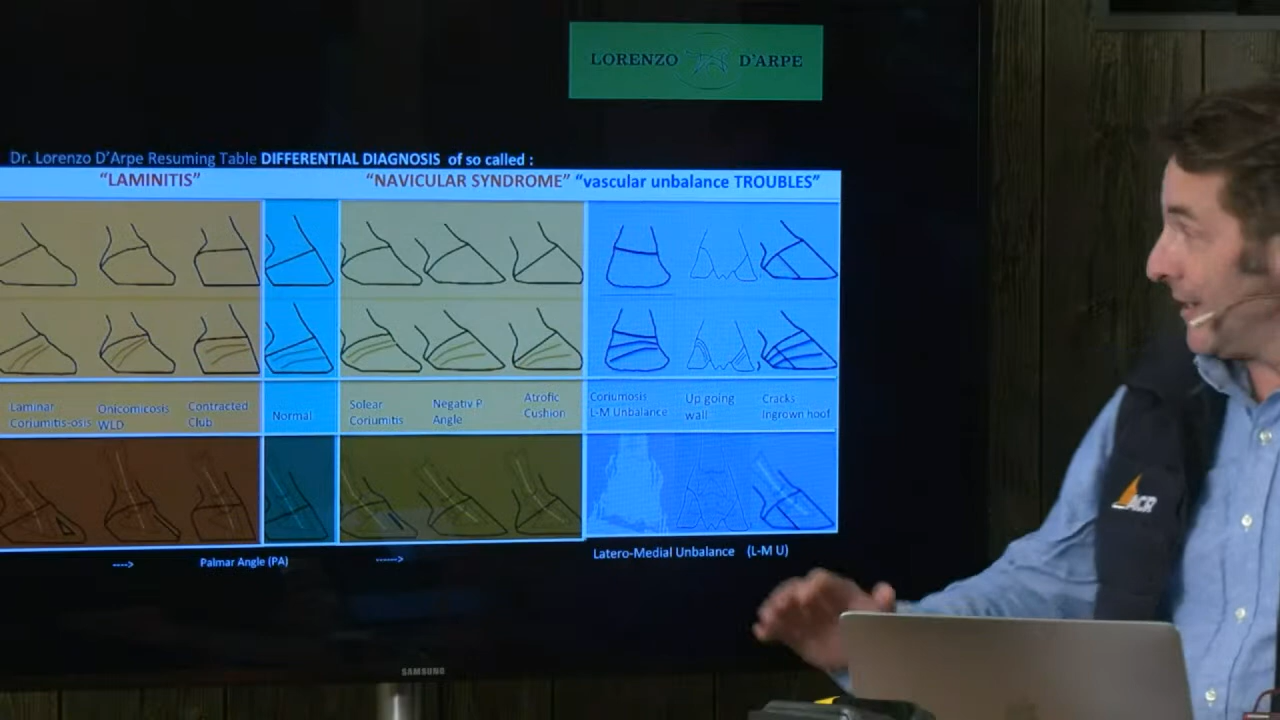 LORENZO D'ARPE
Dr. Lorenzo D'Arpe Resuming Table DIFFERENTIAL DIAGNOSIS of so called :
"LAMINITIS" "NAVICULAR SYNDROME" "vascular unbalance TROUBLES"
Laminar Coriumitis-osis
Onicomicosis WLD
Contracted Club
Normal
Solear Coriumitis
Negativ P Angle
Atrofic Cushion
Coriumosis L-M Unbalance
Up going wall
Cracks Ingrown hoof
----> Palmar Angle (PA) ----->
Latero-Medial Unbalance (L-M U)
SAMSUNG
ACR